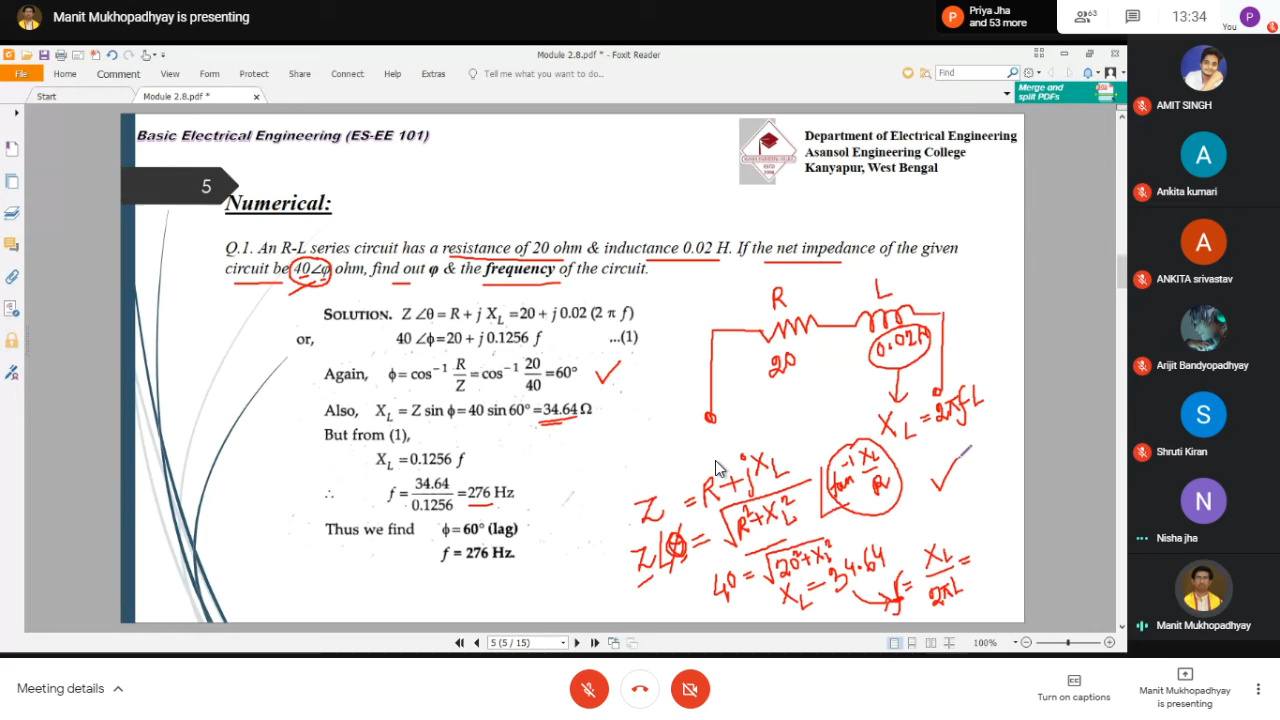 Manit Mukhopadhyay is presenting
P
Priya Jha
and 53 more
63
13:34
You
P
Module 2.8.pdf * - Foxit Reader
File
Home
Comment
View
Form
Protect
Share
Connect
Help
Extras
Tell me what you want to do...
Find
Start
Module 2.8.pdf *
Merge and
split PDFs
Basic Electrical Engineering (ES-EE 101)
Department of Electrical Engineering
Asansol Engineering College
Kanyapur, West Bengal
5
Numerical:
Q.1. An R-L series circuit has a resistance of 20 ohm & inductance 0.02 H. If the net impedance of the given
circuit be 40∠φ ohm, find out φ & the frequency of the circuit.
SOLUTION. Z ∠θ = R + j X_L = 20 + j 0.02 (2 π f)
or, 40 ∠ϕ = 20 + j 0.1256 f ...(1)
Again, ϕ = cos⁻¹ R/Z = cos⁻¹ 20/40 = 60°
Also, X_L = Z sin ϕ = 40 sin 60° = 34.64 Ω
But from (1),
X_L = 0.1256 f
∴ f = 34.64/0.1256 = 276 Hz
Thus we find ϕ = 60° (lag)
f = 276 Hz.
R
L
20
0.02H
X_L = 2πfL
Z = R + jX_L
Z∠ϕ = √R² + X_L² ∠tan⁻¹ X_L/R
40 = √20² + X_L²
X_L = 34.64
f = X_L/2πL =
5 (5 / 15)
100%
AMIT SINGH
A
Ankita kumari
A
ANKITA srivastav
Arijit Bandyopadhyay
S
Shruti Kiran
N
Nisha jha
Manit Mukhopadhyay
Meeting details
Turn on captions
Manit Mukhopadhyay
is presenting